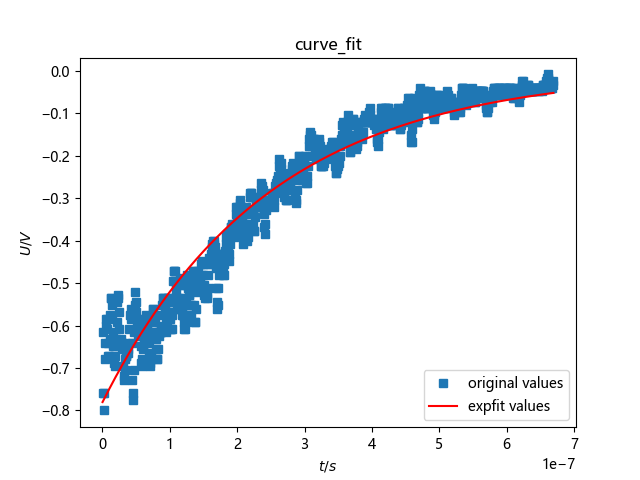 curve_fit
0.0
−0.1
−0.2
−0.3
−0.4
−0.5
−0.6
−0.7
−0.8
U/V
original values
expfit values
0 1 2 3 4 5 6 7
1e−7
t/s